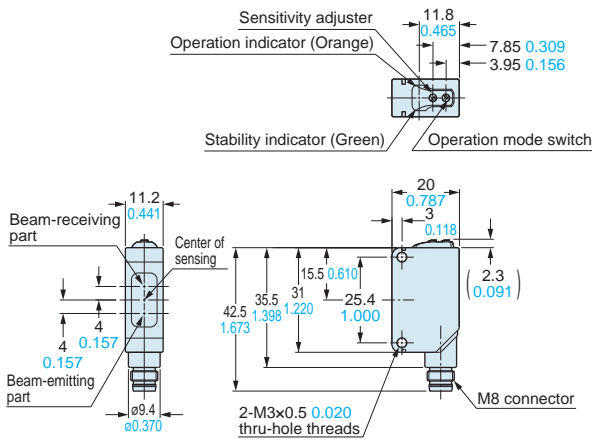 Sensitivity adjuster
Operation indicator (Orange)
11.8
0.465
7.85 0.309
3.95 0.156
Stability indicator (Green)
Operation mode switch
11.2
0.441
Beam-receiving
part
Center of
sensing
4
0.157
4
0.157
Beam-emitting
part
ø9.4
ø0.370
20
0.787
3
0.118
2.3
0.091
15.5 0.610
25.4
1.000
31
1.220
35.5
1.398
42.5
1.673
M8 connector
2-M3×0.5 0.020
thru-hole threads